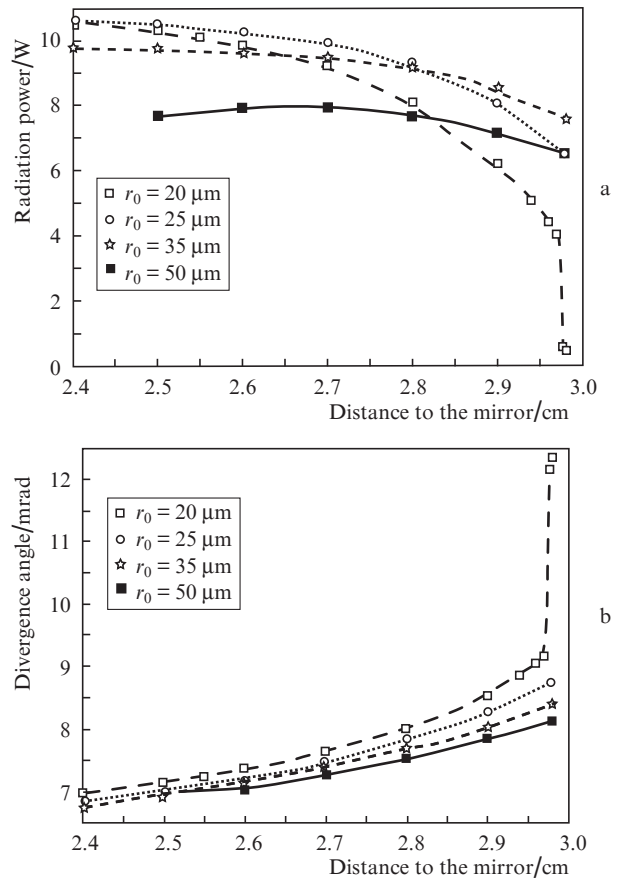 Radiation power/W
10
8
6
4
2
0
r0 = 20 μm
r0 = 25 μm
r0 = 35 μm
r0 = 50 μm
2.4 2.5 2.6 2.7 2.8 2.9 3.0
Distance to the mirror/cm
a
Divergence angle/mrad
12
11
10
9
8
7
r0 = 20 μm
r0 = 25 μm
r0 = 35 μm
r0 = 50 μm
2.4 2.5 2.6 2.7 2.8 2.9 3.0
Distance to the mirror/cm
b